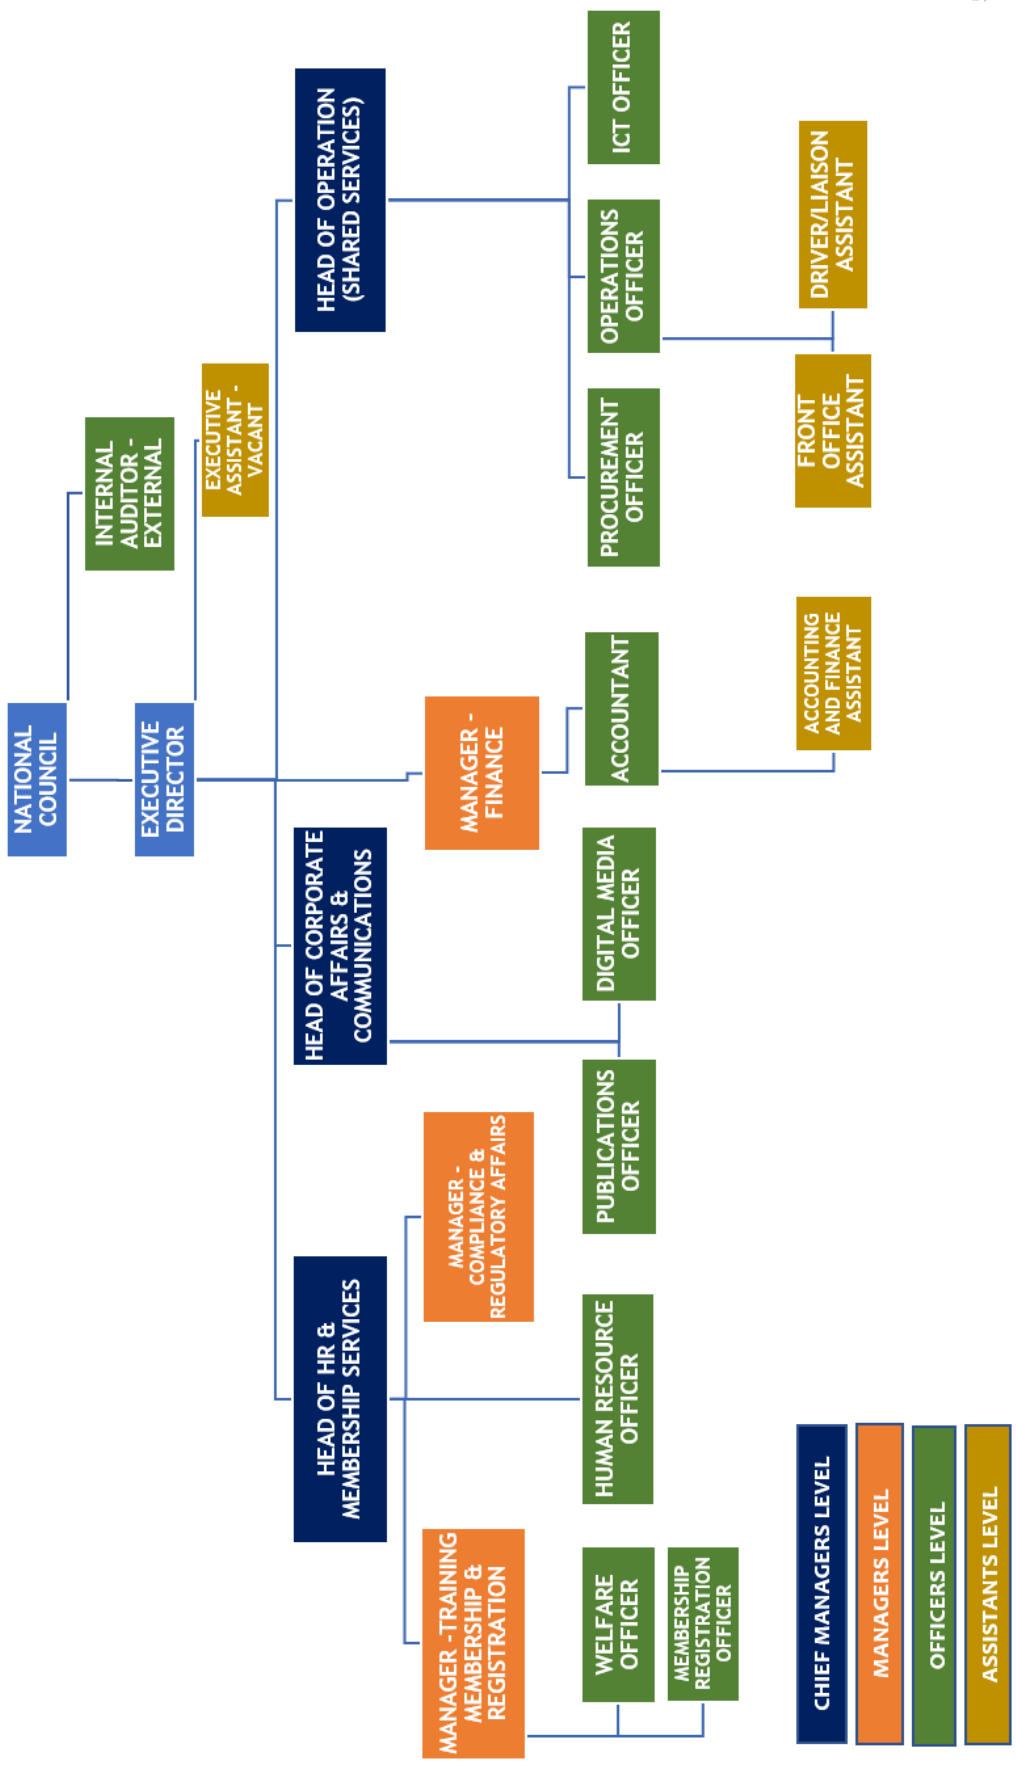 NATIONAL
COUNCIL
INTERNAL
AUDITOR -
EXTERNAL
EXECUTIVE
DIRECTOR
EXECUTIVE
ASSISTANT -
VACANT
HEAD OF HR &
MEMBERSHIP SERVICES
HEAD OF CORPORATE
AFFAIRS &
COMMUNICATIONS
HEAD OF OPERATION
(SHARED SERVICES)
MANAGER -TRAINING
MEMBERSHIP &
REGISTRATION
MANAGER -
COMPLIANCE &
REGULATORY AFFAIRS
MANAGER -
FINANCE
WELFARE
OFFICER
MEMBERSHIP
REGISTRATION
OFFICER
HUMAN RESOURCE
OFFICER
PUBLICATIONS
OFFICER
DIGITAL MEDIA
OFFICER
ACCOUNTANT
PROCUREMENT
OFFICER
OPERATIONS
OFFICER
ICT OFFICER
ACCOUNTING
AND FINANCE
ASSISTANT
FRONT
OFFICE
ASSISTANT
DRIVER/LIAISON
ASSISTANT
CHIEF MANAGERS LEVEL
MANAGERS LEVEL
OFFICERS LEVEL
ASSISTANTS LEVEL